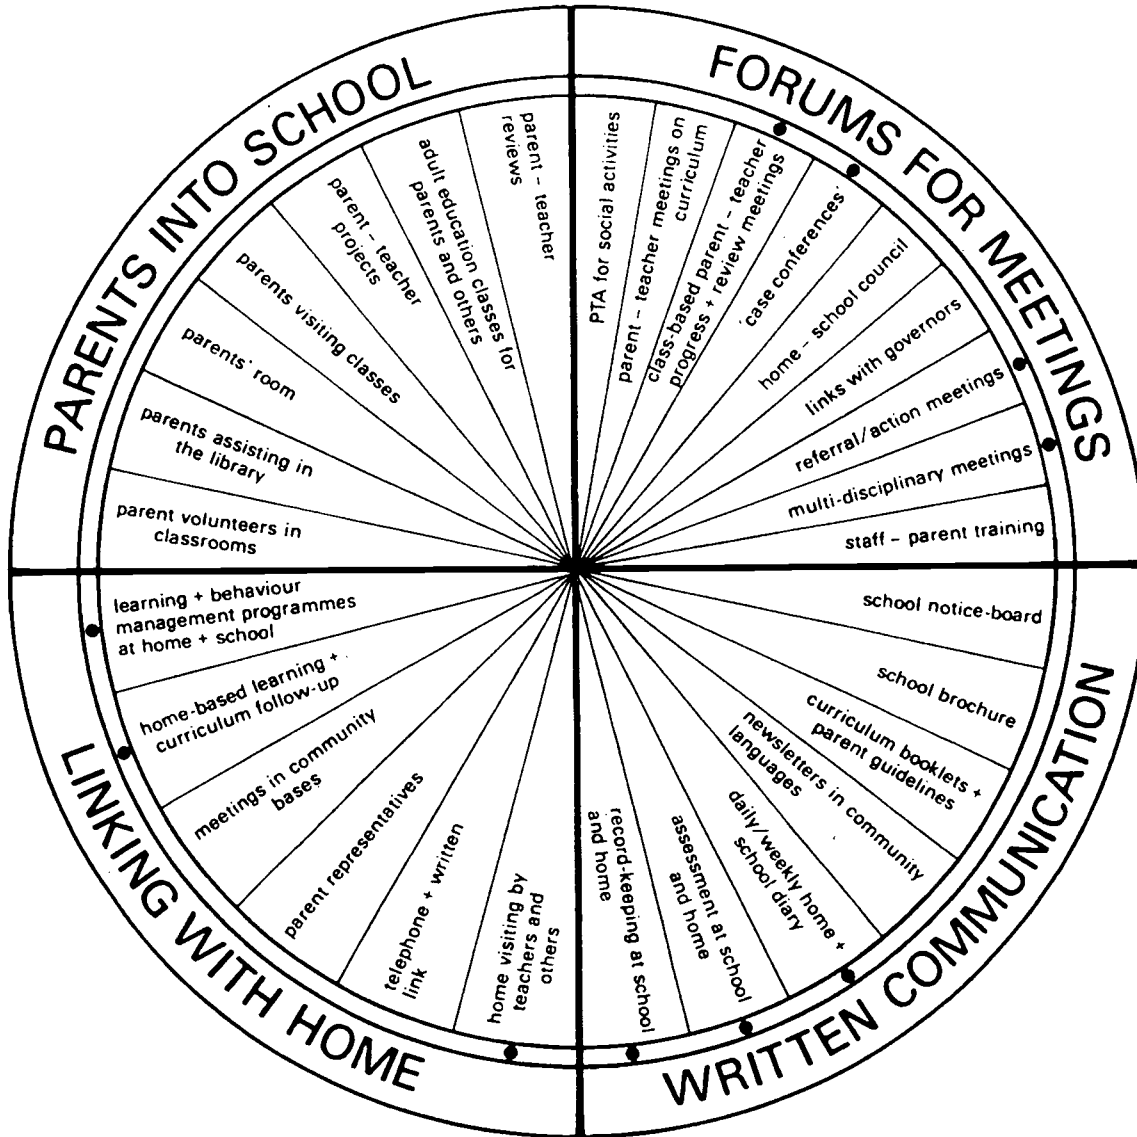 PARENTS INTO SCHOOL
parent – teacher
reviews
adult education classes for
parents and others
parent – teacher
projects
parents visiting classes
parents' room
parents assisting in
the library
parent volunteers in
classrooms
FORUMS FOR MEETINGS
PTA for social activities
parent – teacher meetings on
curriculum
class-based parent – teacher
progress + review meetings
case conferences
home – school council
links with governors
referral/action meetings
multi-disciplinary meetings
staff – parent training
WRITTEN COMMUNICATION
school notice-board
school brochure
curriculum booklets +
parent guidelines
newsletters in community
languages
daily/weekly home +
school diary
assessment at school
and home
record-keeping at school
and home
LINKING WITH HOME
home visiting by
teachers and
others
telephone + written
link
parent representatives
meetings in community
bases
home-based learning +
curriculum follow-up
learning + behaviour
management programmes
at home + school